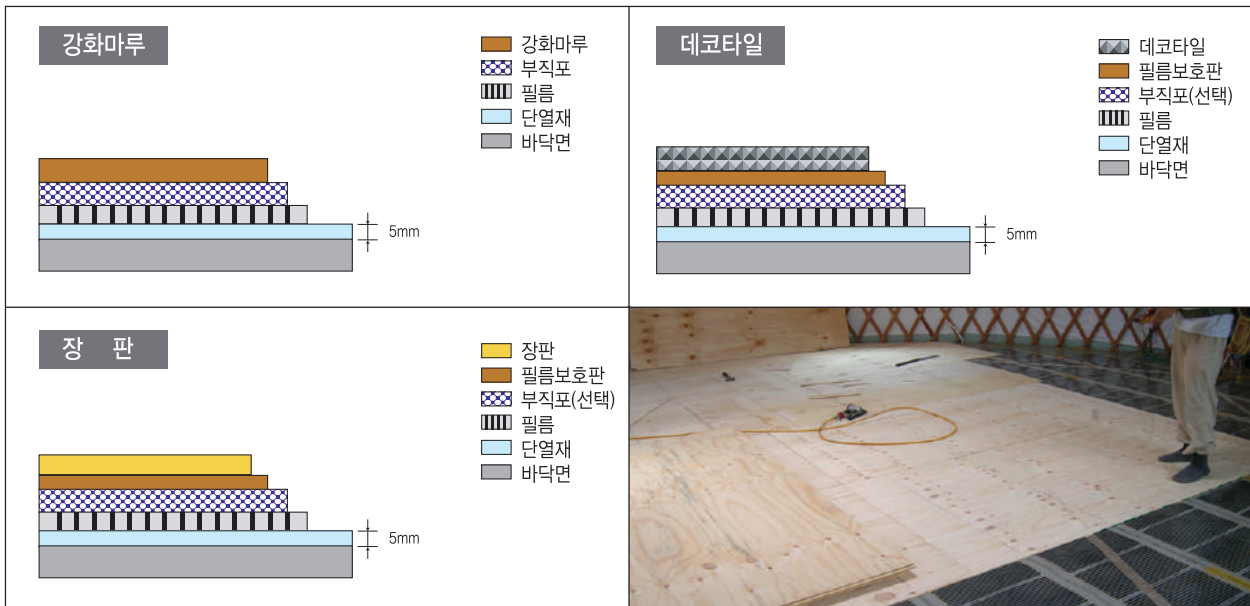 강화마루
강화마루
부직포
필름
단열재
바닥면
5mm
데코타일
데코타일
필름보호판
부직포(선택)
필름
단열재
바닥면
5mm
장 판
장판
필름보호판
부직포(선택)
필름
단열재
바닥면
5mm